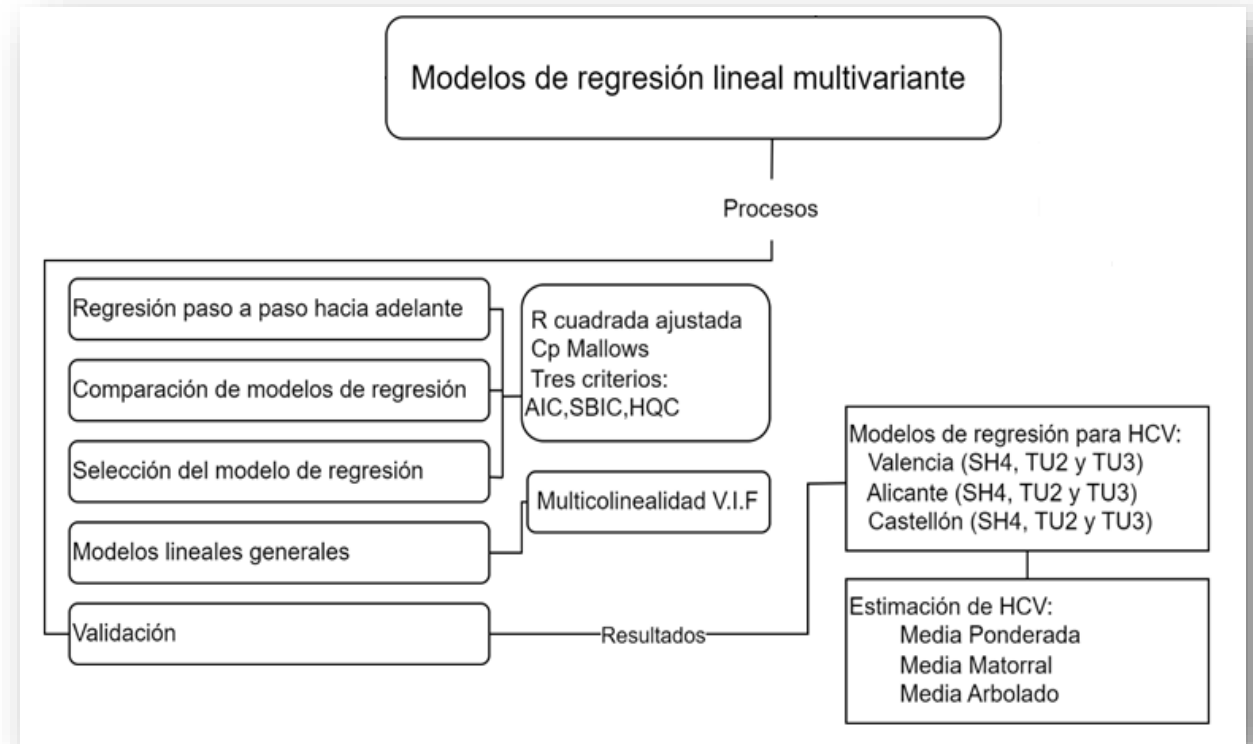 Modelos de regresión lineal multivariante
Procesos
Regresión paso a paso hacia adelante
Comparación de modelos de regresión
Selección del modelo de regresión
Modelos lineales generales
Validación
R cuadrada ajustada
Cp Mallows
Tres criterios:
AIC,SBIC,HQC
Multicolinealidad V.I.F
Resultados
Modelos de regresión para HCV:
Valencia (SH4, TU2 y TU3)
Alicante (SH4, TU2 y TU3)
Castellón (SH4, TU2 y TU3)
Estimación de HCV:
Media Ponderada
Media Matorral
Media Arbolado